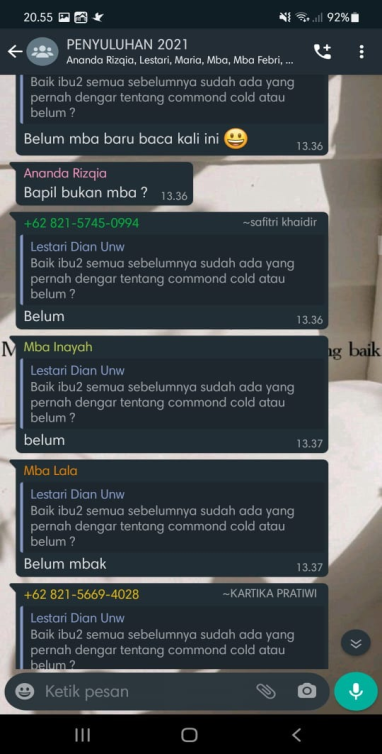 20.55
92%
PENYULUHAN 2021
Ananda Rizqia, Lestari, Maria, Mba, Mba Febri, ...
Baik ibu2 semua sebelumnya sudah ada yang
pernah dengar tentang commond cold atau
belum ?
Belum mba baru baca kali ini 😀
13.36
Ananda Rizqia
Bapil bukan mba ? 13.36
+62 821-5745-0994 ~safitri khaidir
Lestari Dian Unw
Baik ibu2 semua sebelumnya sudah ada yang
pernah dengar tentang commond cold atau
belum ?
Belum
13.36
M
ng baik
Mba Inayah
Lestari Dian Unw
Baik ibu2 semua sebelumnya sudah ada yang
pernah dengar tentang commond cold atau
belum ?
belum
13.37
Mba Lala
Lestari Dian Unw
Baik ibu2 semua sebelumnya sudah ada yang
pernah dengar tentang commond cold atau
belum ?
Belum mbak
13.37
+62 821-5669-4028 ~KARTIKA PRATIWI
Lestari Dian Unw
Baik ibu2 semua sebelumnya sudah ada yang
pernah dengar tentang commond cold atau
belum ?
Ketik pesan